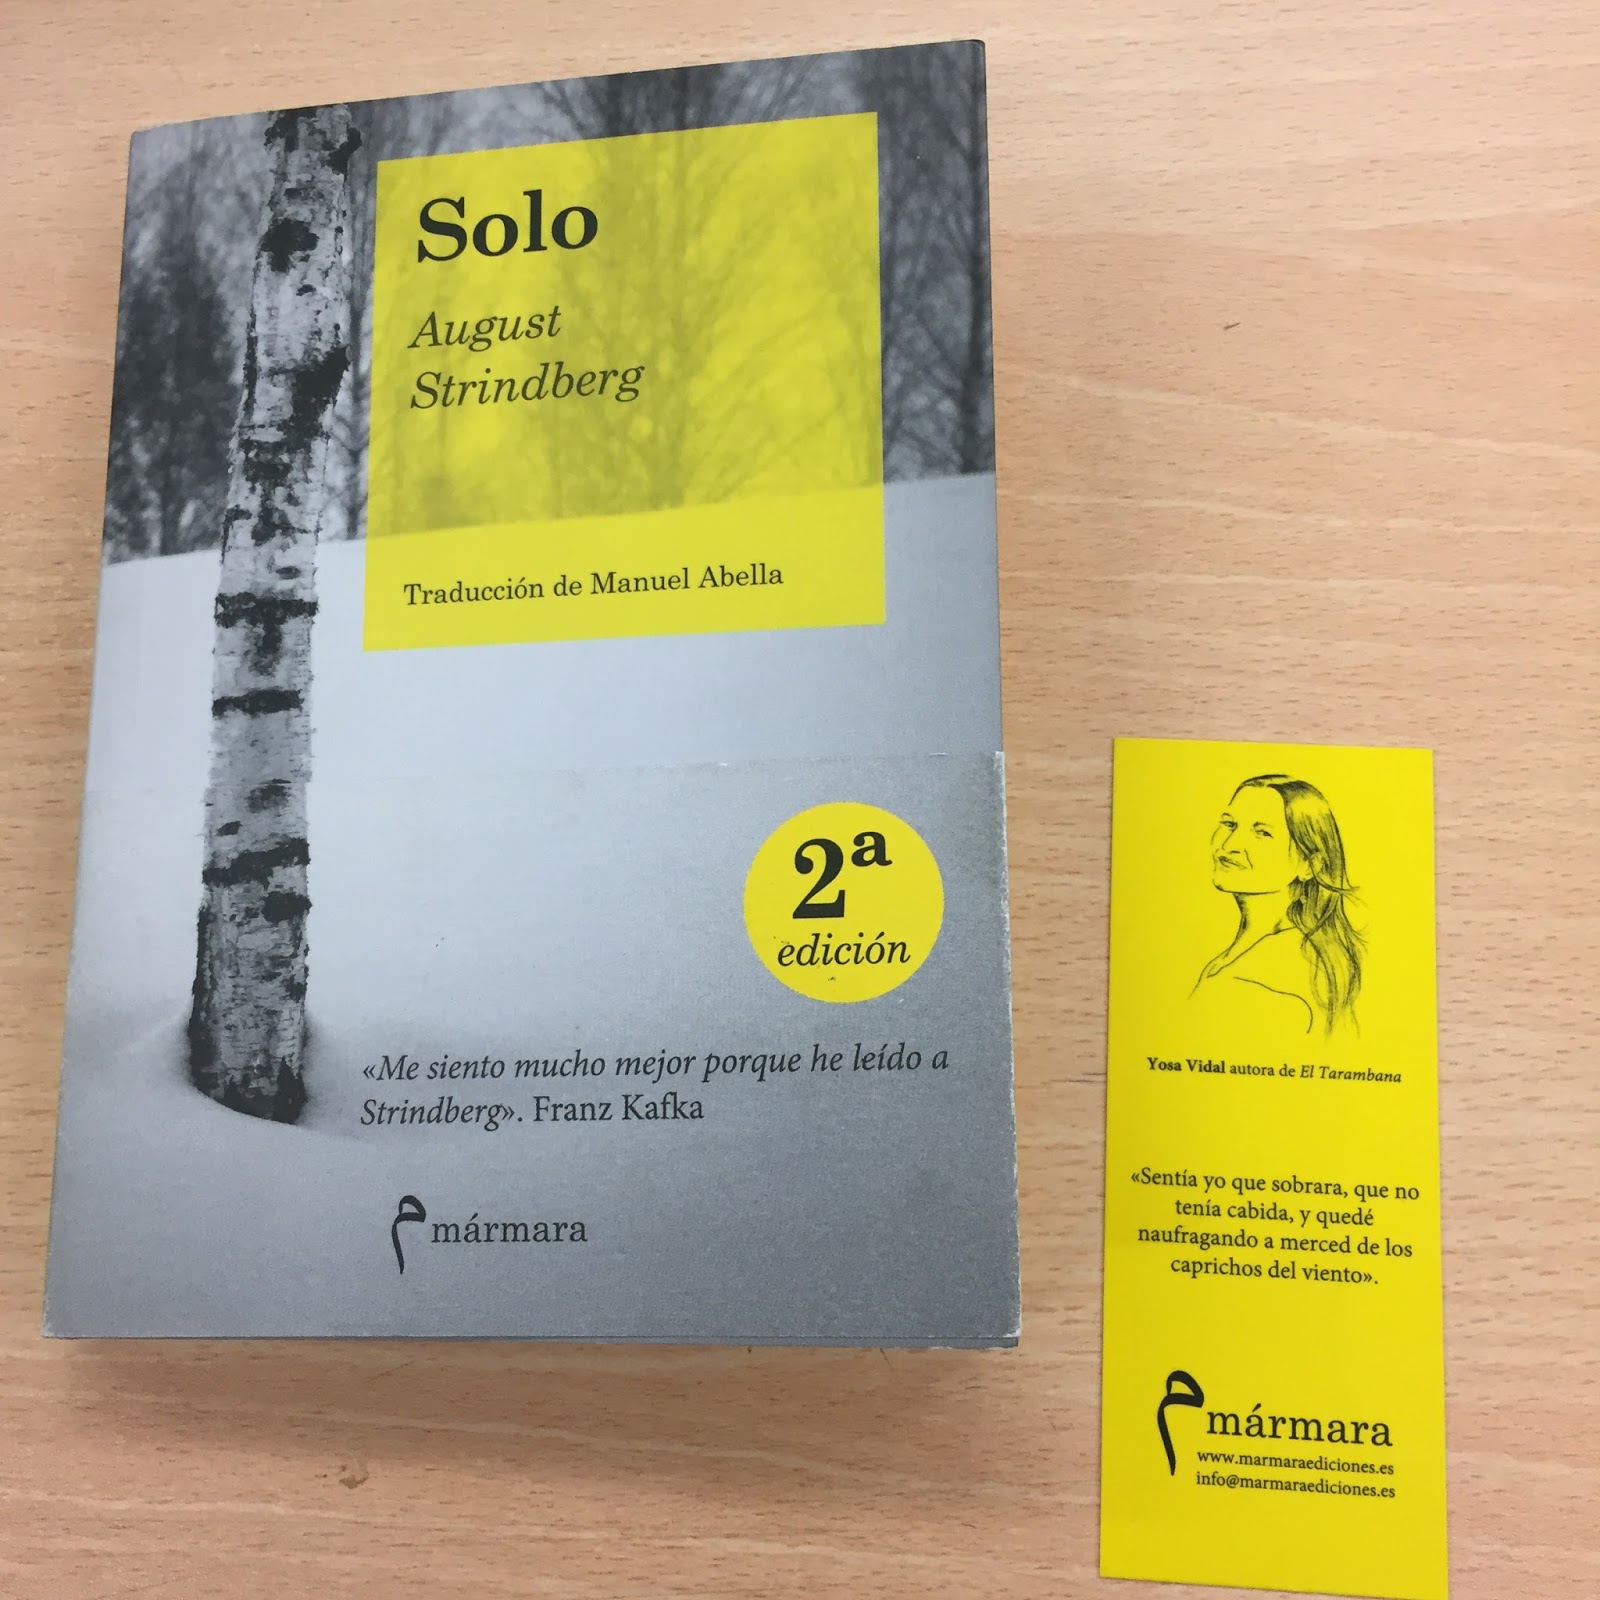 Solo
August
Strindberg
Traducción de Manuel Abella
2ª
edición
«Me siento mucho mejor porque he leído a
Strindberg». Franz Kafka
mármara
Yosa Vidal autora de El Tarambana
«Sentía yo que sobrara, que no
tenía cabida, y quedé
naufragando a merced de los
caprichos del viento».
mármara
www.marmaraediciones.es
info@marmaraediciones.es